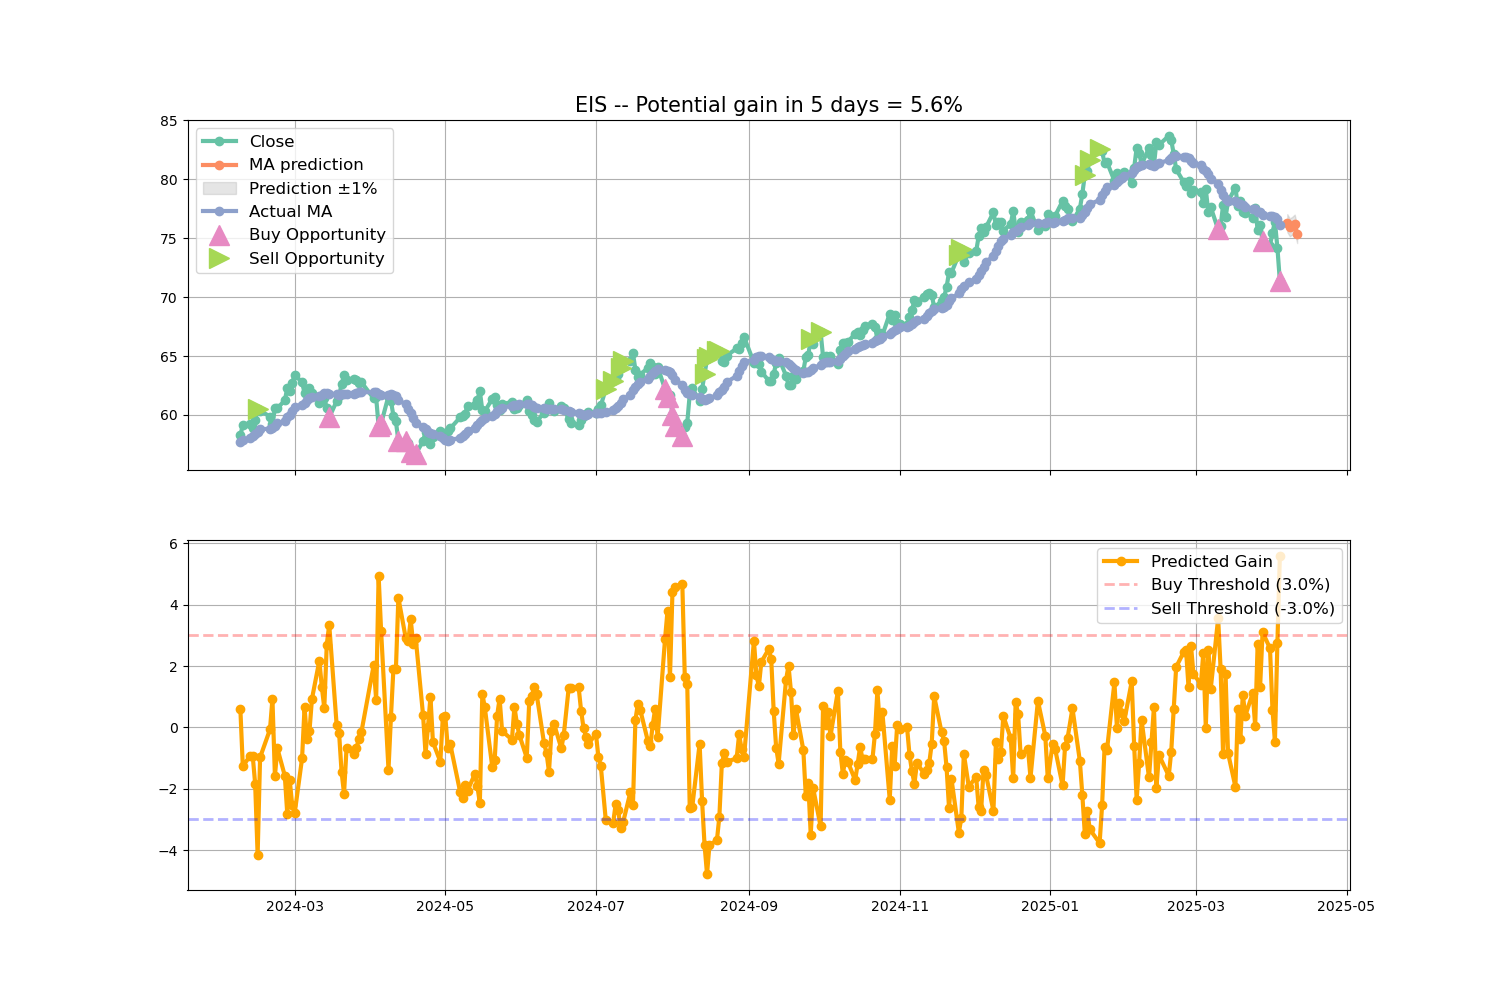 EIS -- Potential gain in 5 days = 5.6%
85
80
75
70
65
60
Close
MA prediction
Prediction ±1%
Actual MA
Buy Opportunity
Sell Opportunity
6
4
2
0
−2
−4
Predicted Gain
Buy Threshold (3.0%)
Sell Threshold (-3.0%)
2024-03
2024-05
2024-07
2024-09
2024-11
2025-01
2025-03
2025-05